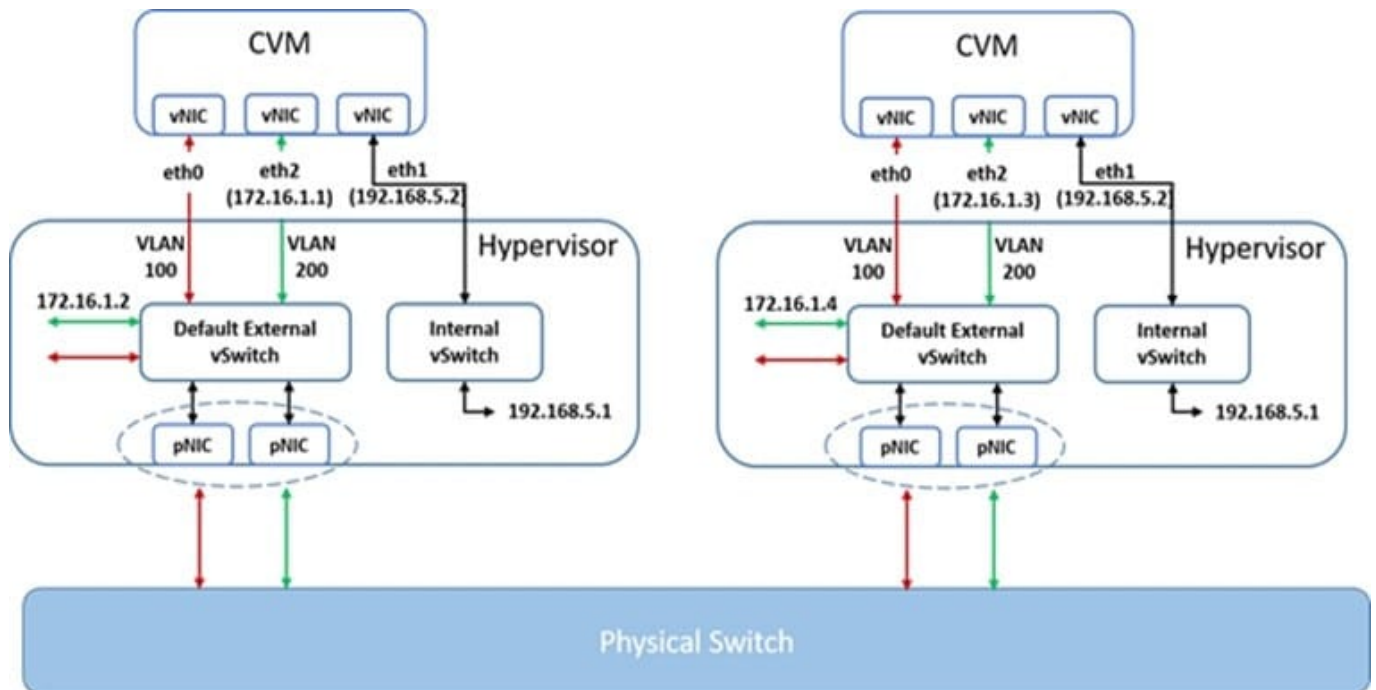 CVM
vNIC
vNIC
vNIC
eth0
eth2
(172.16.1.1)
eth1
(192.168.5.2)
Hypervisor
VLAN
100
VLAN
200
172.16.1.2
Default External
vSwitch
Internal
vSwitch
192.168.5.1
pNIC
pNIC
CVM
vNIC
vNIC
vNIC
eth0
eth2
(172.16.1.3)
eth1
(192.168.5.2)
Hypervisor
VLAN
100
VLAN
200
172.16.1.4
Default External
vSwitch
Internal
vSwitch
192.168.5.1
pNIC
pNIC
Physical Switch